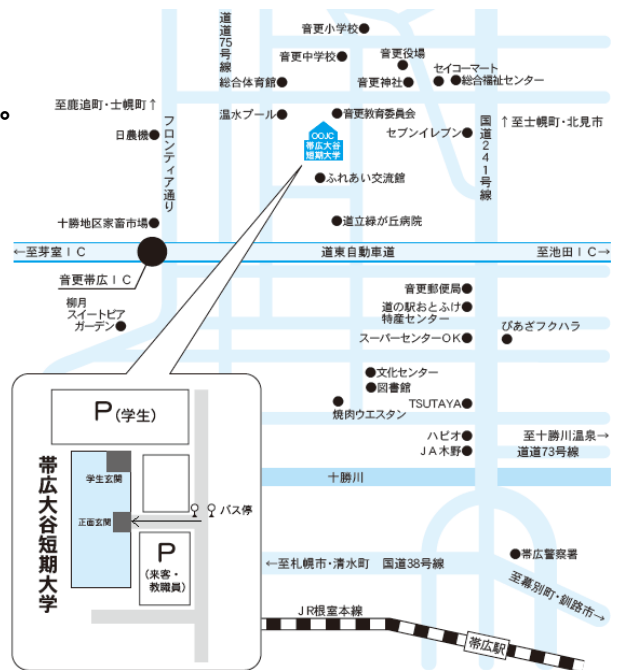 道道75号線
音更小学校
音更中学校
音更役場
セイコーマート
総合体育館
音更神社
総合福祉センター
至鹿追町・士幌町↑
日農機
フロンティア通り
温水プール
音更教育委員会
OOJC
帯広大谷
短期大学
セブンイレブン
国道241号線
↑至士幌町・北見市
ふれあい交流館
十勝地区家畜市場
道立緑が丘病院
←至芽室IC
道東自動車道
至池田IC→
音更帯広IC
柳月
スイートピア
ガーデン
音更郵便局
道の駅おとふけ
特産センター
スーパーセンターOK
ぴあざフクハラ
文化センター
図書館
焼肉ウエスタン
TSUTAYA
ハピオ
JA木野
至十勝川温泉→
道道73号線
十勝川
P(学生)
帯広大谷短期大学
学生玄関
正面玄関
バス停
P
(来客・
教職員)
←至札幌市・清水町 国道38号線
帯広警察署
至幕別町・釧路市→
JR根室本線
帯広駅